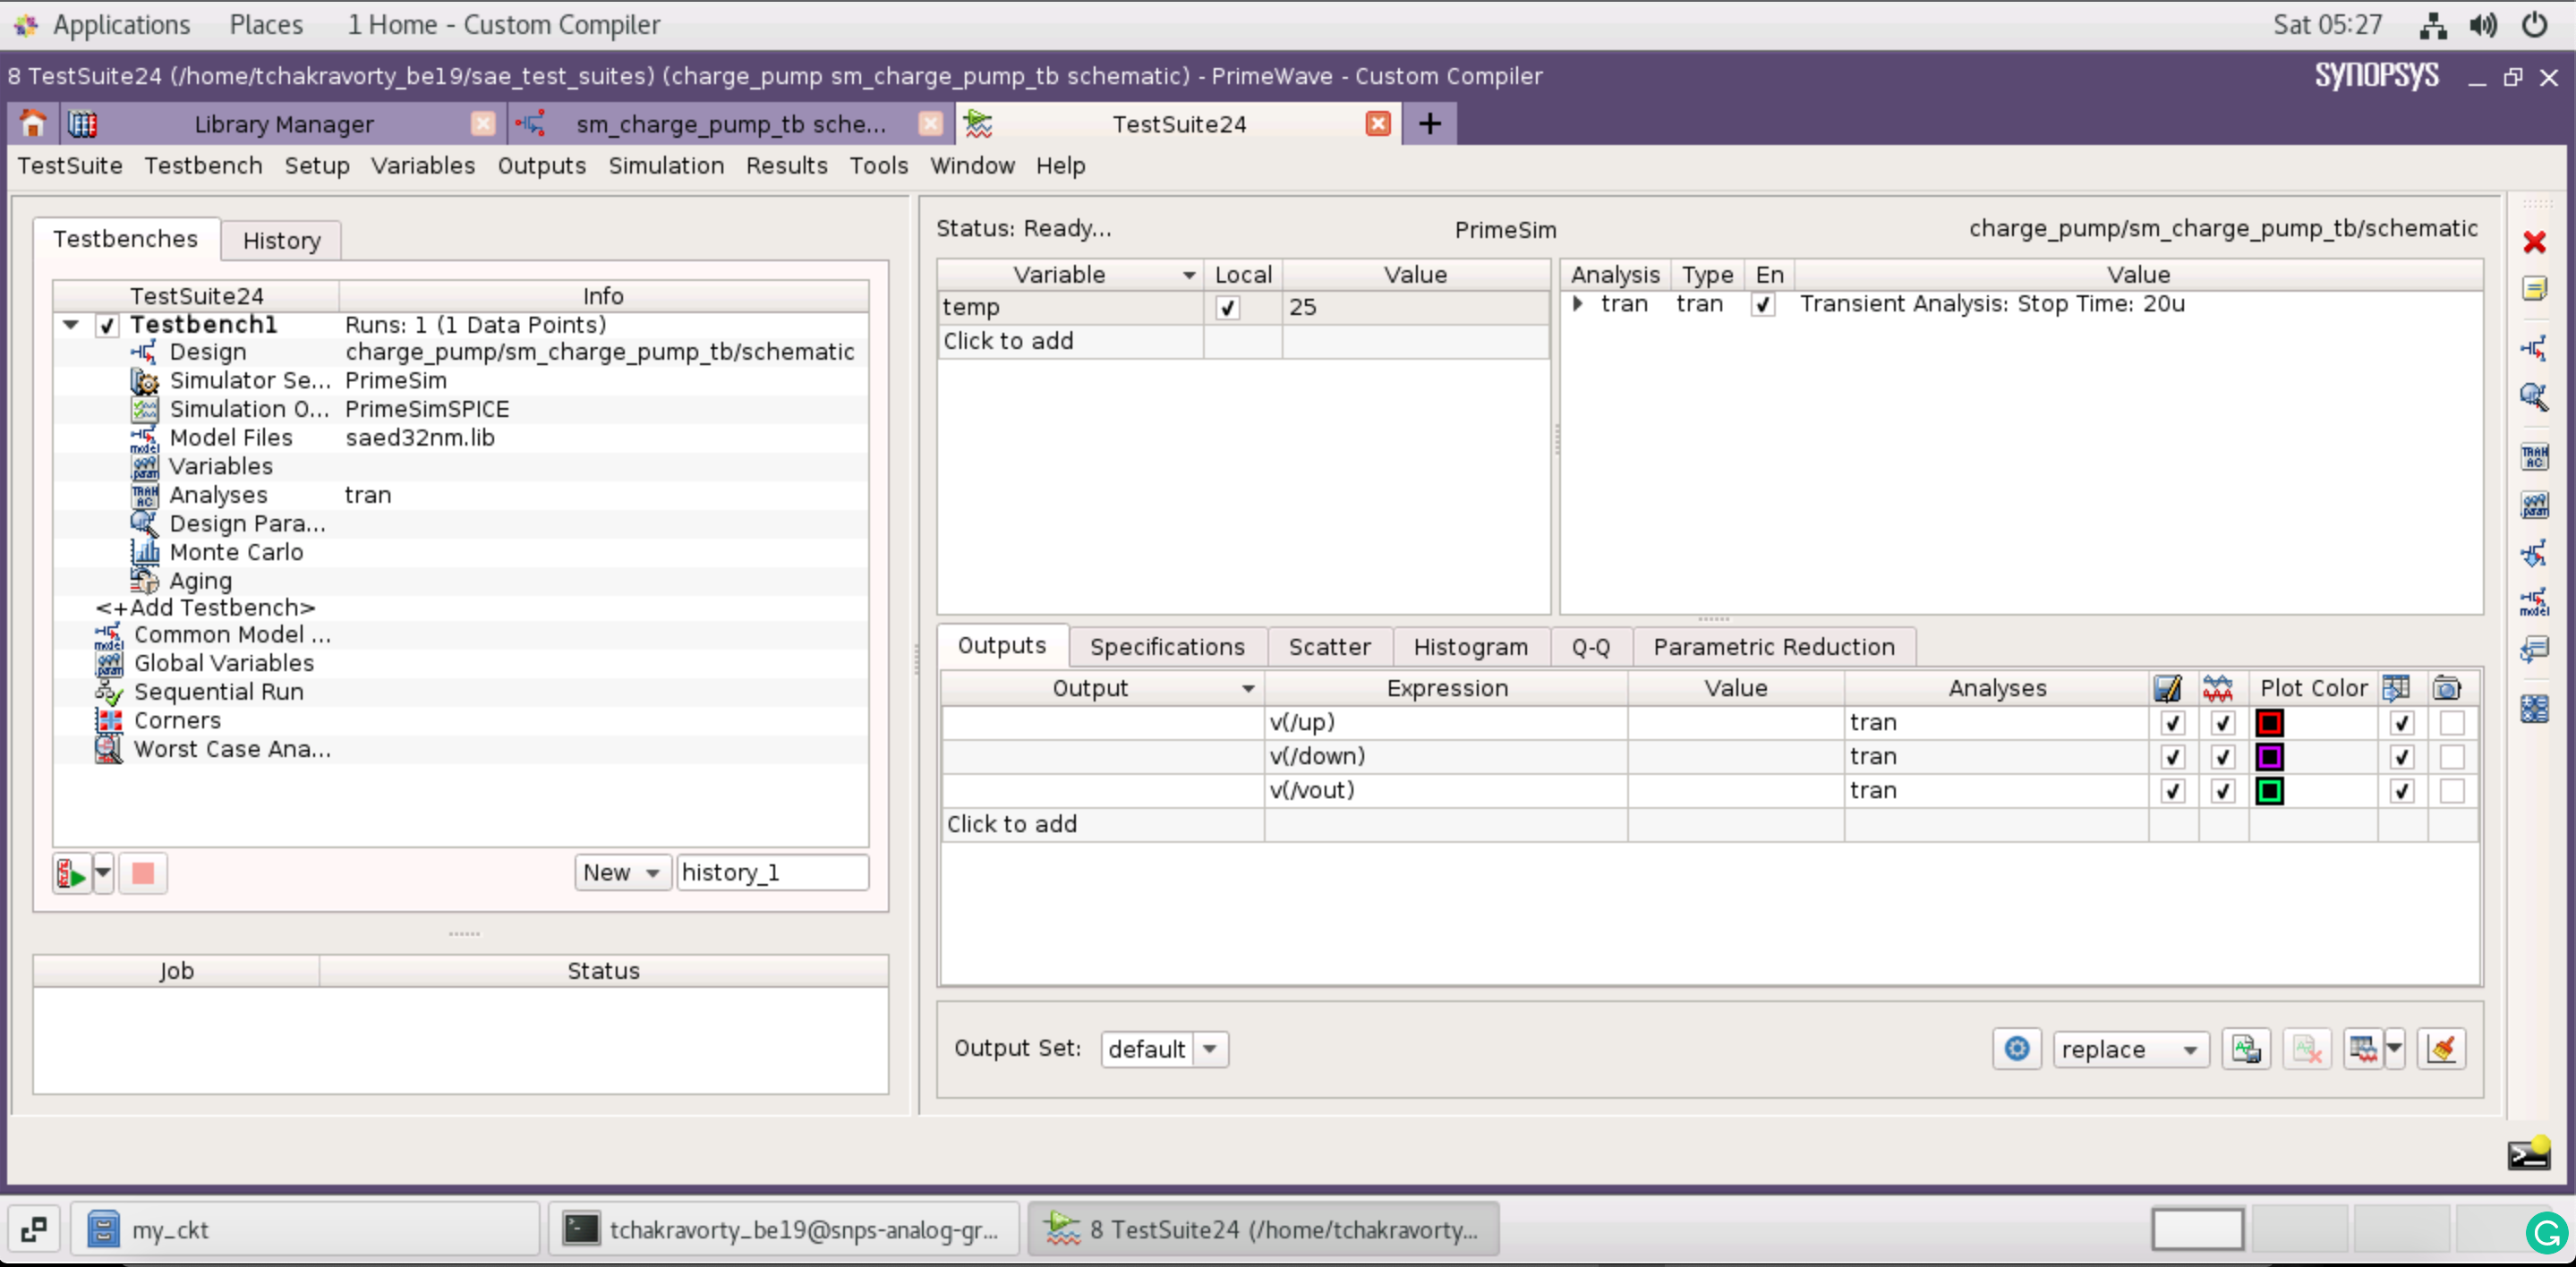 Applications Places 1 Home - Custom Compiler Sat 05:27
8 TestSuite24 (/home/tchakravorty_be19/sae_test_suites) (charge_pump sm_charge_pump_tb schematic) - PrimeWave - Custom Compiler SYNOPSYS
Library Manager sm_charge_pump_tb sche... TestSuite24
TestSuite Testbench Setup Variables Outputs Simulation Results Tools Window Help
Testbenches History
TestSuite24 Info
Testbench1 Runs: 1 (1 Data Points)
Design charge_pump/sm_charge_pump_tb/schematic
Simulator Se... PrimeSim
Simulation O... PrimeSimSPICE
Model Files saed32nm.lib
Variables
Analyses tran
Design Para...
Monte Carlo
Aging
<+Add Testbench>
Common Model ...
Global Variables
Sequential Run
Corners
Worst Case Ana...
New history_1
Job Status
Status: Ready... PrimeSim charge_pump/sm_charge_pump_tb/schematic
Variable Local Value
temp 25
Click to add
Analysis Type En Value
tran tran Transient Analysis: Stop Time: 20u
Outputs Specifications Scatter Histogram Q-Q Parametric Reduction
Output Expression Value Analyses Plot Color
v(/up) tran
v(/down) tran
v(/vout) tran
Click to add
Output Set: default replace
my_ckt tchakravorty_be19@snps-analog-gr... 8 TestSuite24 (/home/tchakravorty...